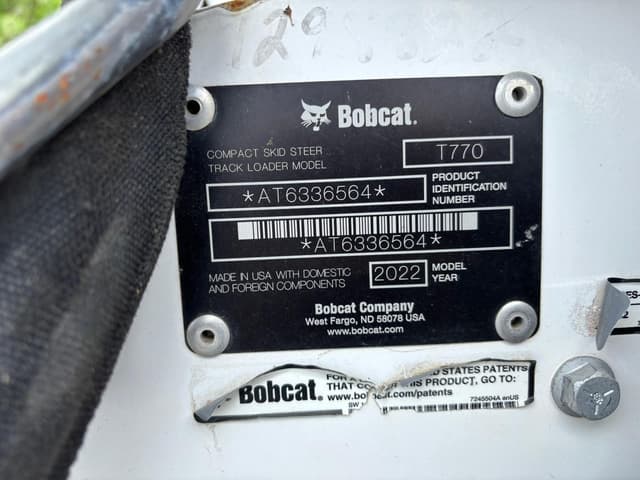 Bobcat.
COMPACT SKID STEER
TRACK LOADER MODEL
T770
*AT6336564*
PRODUCT
IDENTIFICATION
NUMBER
*AT6336564*
MADE IN USA WITH DOMESTIC
AND FOREIGN COMPONENTS
2022
MODEL
YEAR
Bobcat Company
West Fargo, ND 58078 USA
www.bobcat.com
Bobcat.
STATES PATENTS
THAT THIS PRODUCT, GO TO:
www.bobcat.com/patents
7245504A enUS